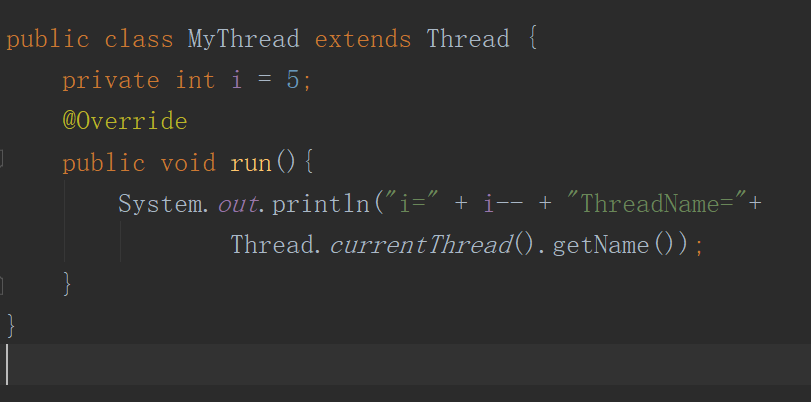 public class MyThread extends Thread {
    private int i = 5;
    @Override
    public void run(){
        System.out.println("i=" + i-- + "ThreadName="+
                Thread.currentThread().getName());
    }
}